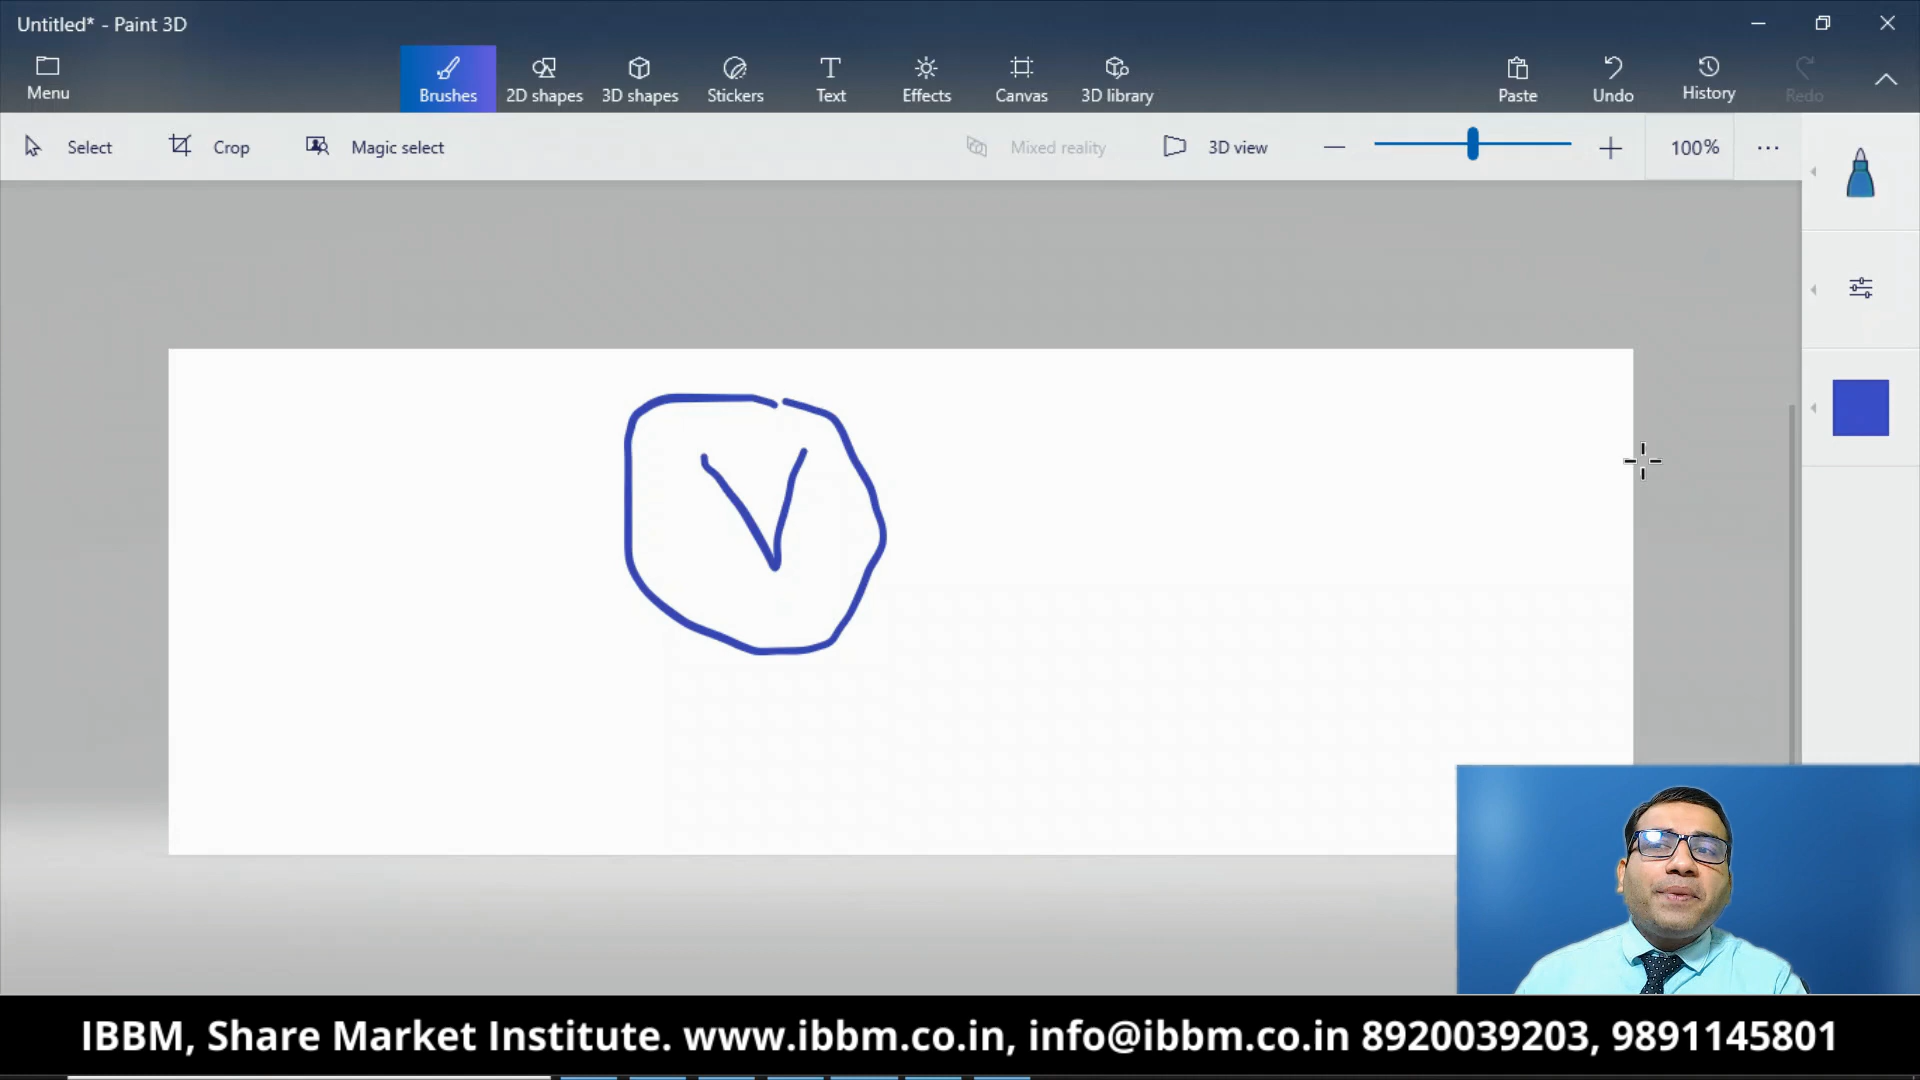 Untitled* - Paint 3D
Menu
Brushes
2D shapes
3D shapes
Stickers
Text
Effects
Canvas
3D library
Paste
Undo
History
Redo
Select
Crop
Magic select
Mixed reality
3D view
100%
V
IBBM, Share Market Institute. www.ibbm.co.in, info@ibbm.co.in 8920039203, 9891145801